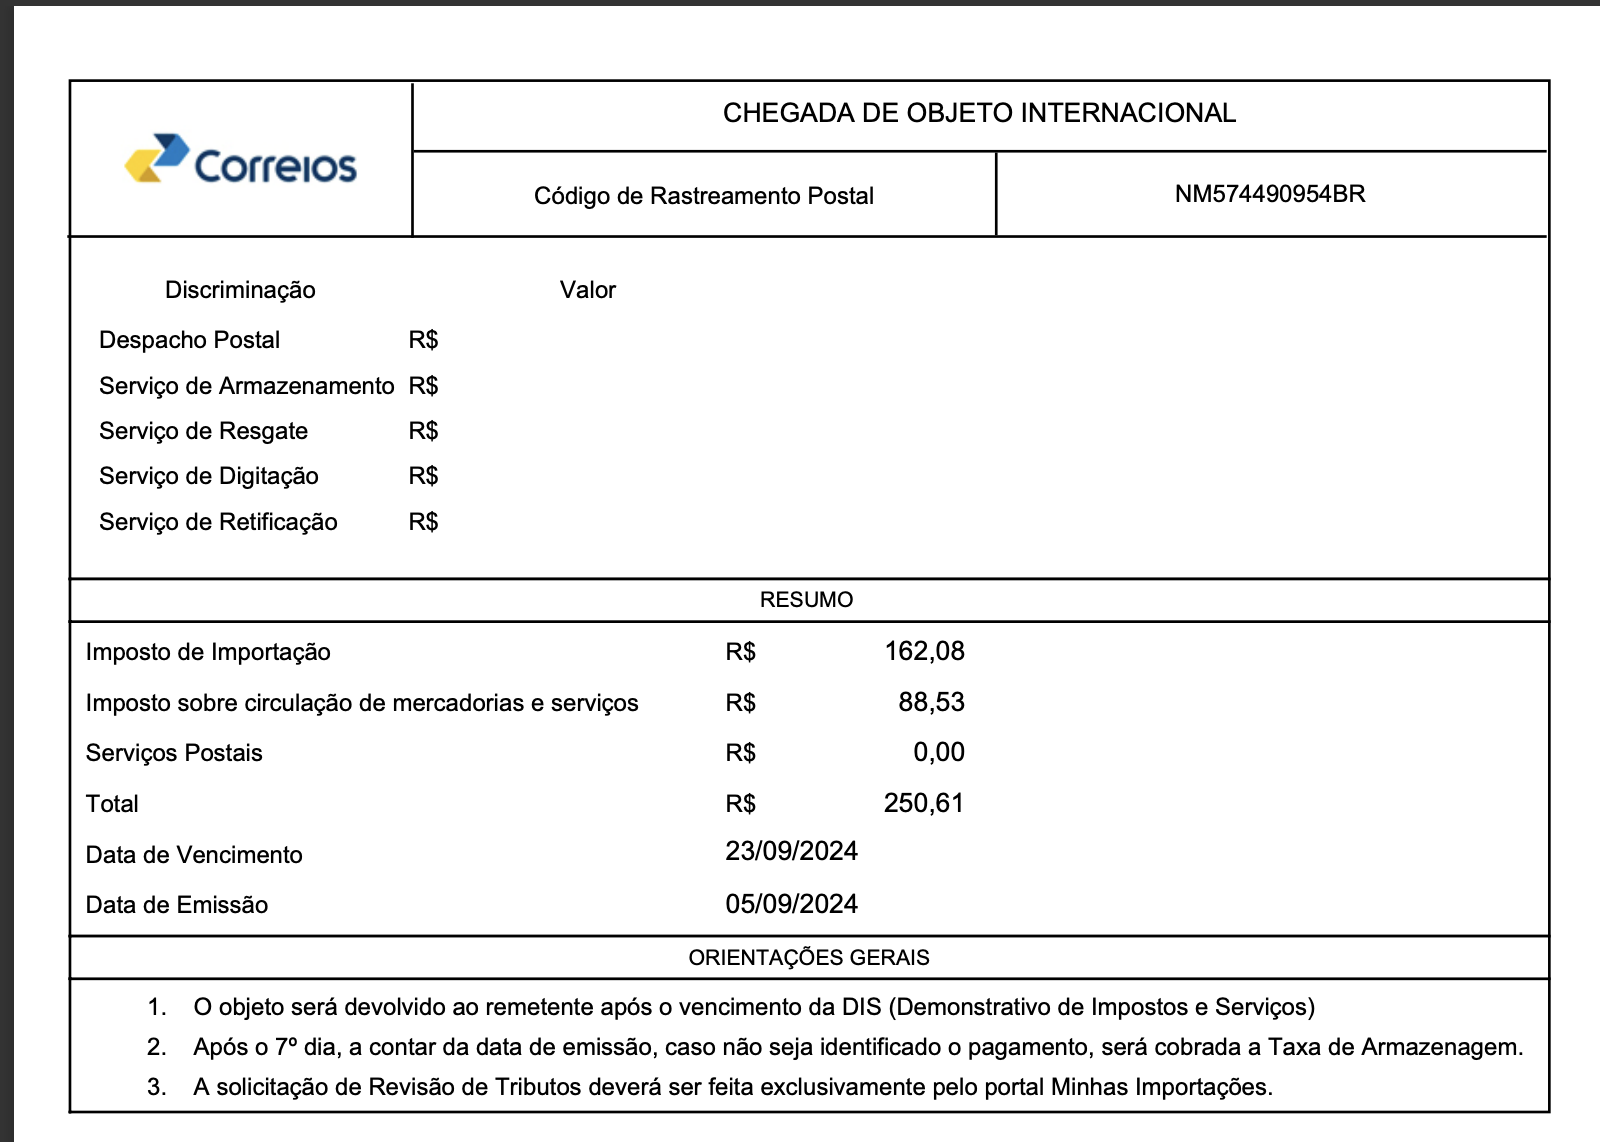 Correios
CHEGADA DE OBJETO INTERNACIONAL
Código de Rastreamento Postal
NM574490954BR
Discriminação Valor
Despacho Postal R$
Serviço de Armazenamento R$
Serviço de Resgate R$
Serviço de Digitação R$
Serviço de Retificação R$
RESUMO
Imposto de Importação R$ 162,08
Imposto sobre circulação de mercadorias e serviços R$ 88,53
Serviços Postais R$ 0,00
Total R$ 250,61
Data de Vencimento 23/09/2024
Data de Emissão 05/09/2024
ORIENTAÇÕES GERAIS
1. O objeto será devolvido ao remetente após o vencimento da DIS (Demonstrativo de Impostos e Serviços)
2. Após o 7º dia, a contar da data de emissão, caso não seja identificado o pagamento, será cobrada a Taxa de Armazenagem.
3. A solicitação de Revisão de Tributos deverá ser feita exclusivamente pelo portal Minhas Importações.